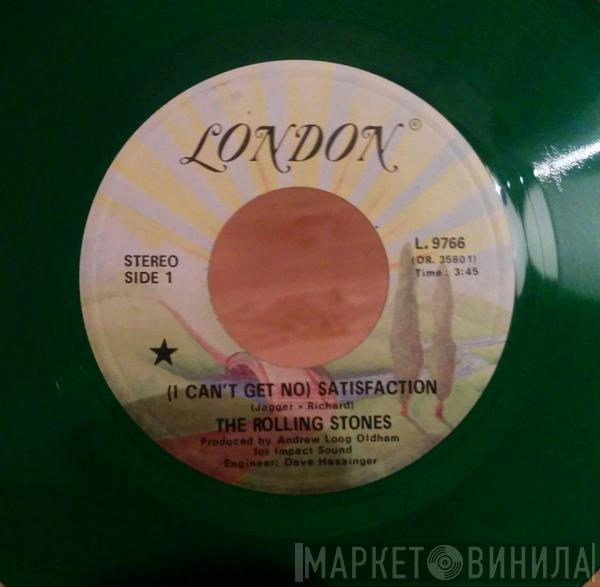 LONDON®
STEREO
SIDE 1
L. 9766
(DR. 35801)
Time : 3:45
(I CAN'T GET NO) SATISFACTION
(Jagger • Richard)
THE ROLLING STONES
Produced by Andrew Loog Oldham
for Impact Sound
Engineer: Dave Hassinger
МАРКЕТ ВИНИЛА